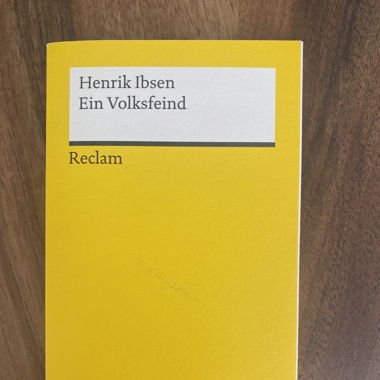 Henrik Ibsen
Ein Volksfeind
Reclam